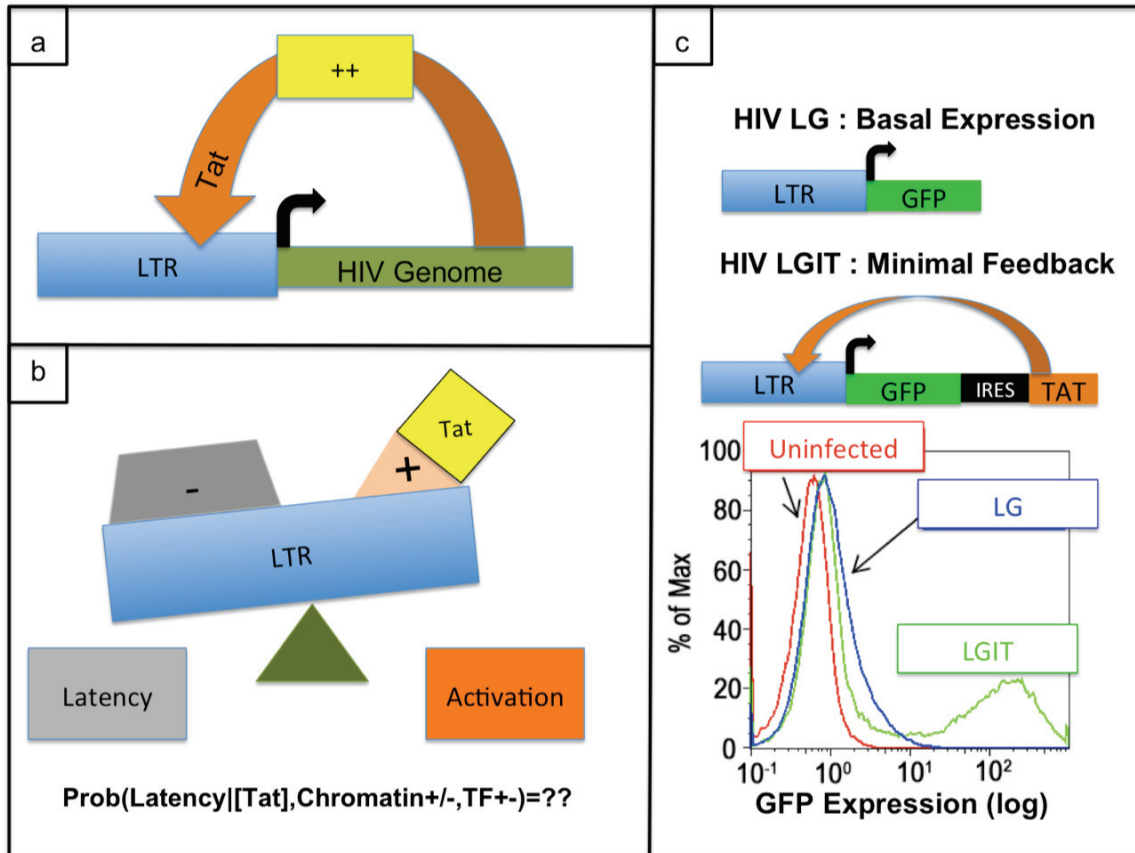 a
++
Tat
LTR
HIV Genome
b
-
+
Tat
LTR
Latency
Activation
Prob(Latency|[Tat],Chromatin+/-,TF+-)=??
c
HIV LG : Basal Expression
LTR
GFP
HIV LGIT : Minimal Feedback
LTR
GFP
IRES
TAT
Uninfected
LG
LGIT
% of Max
100
80
60
40
20
0
10-1
100
101
102
GFP Expression (log)